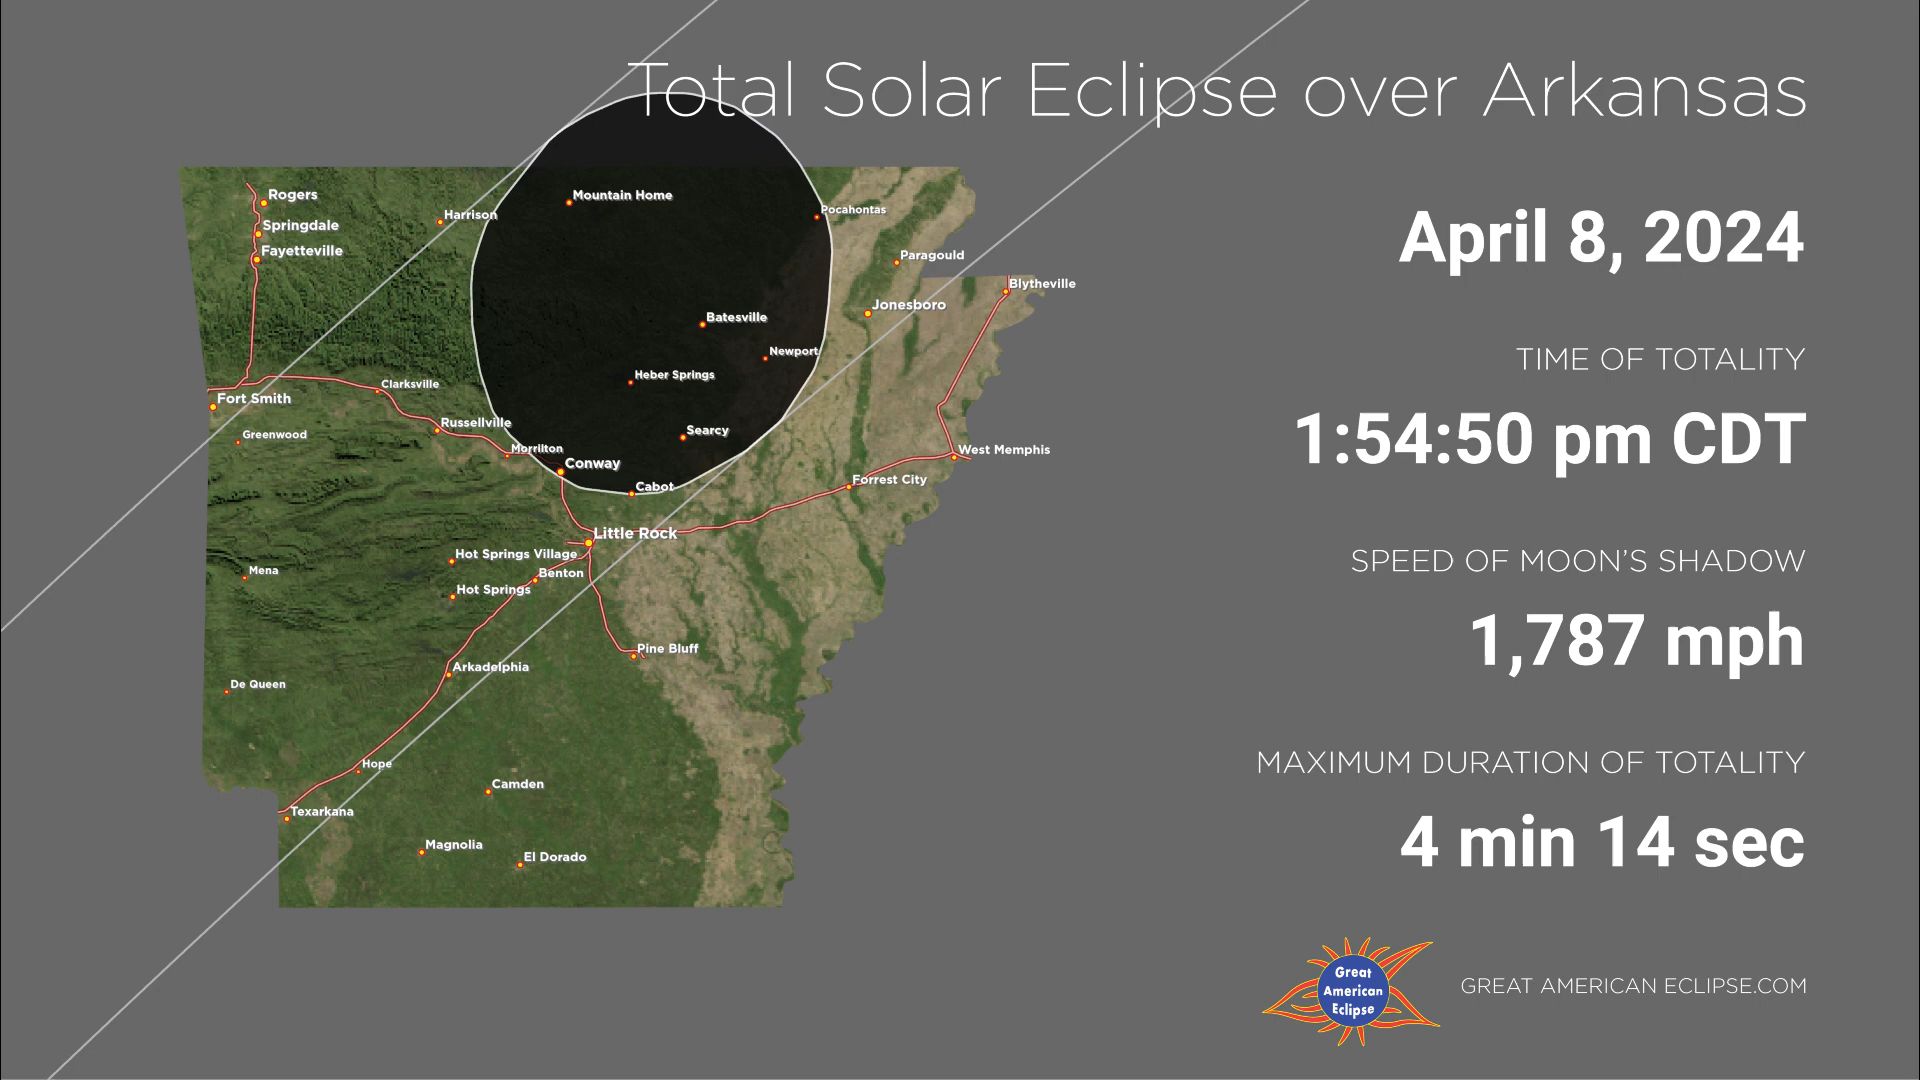 Total Solar Eclipse over Arkansas
April 8, 2024
TIME OF TOTALITY
1:54:50 pm CDT
SPEED OF MOON'S SHADOW
1,787 mph
MAXIMUM DURATION OF TOTALITY
4 min 14 sec
Great
American
Eclipse
GREAT AMERICAN ECLIPSE.COM
Rogers
Mountain Home
Harrison
Pocahontas
Springdale
Fayetteville
Paragould
Blytheville
Jonesboro
Batesville
Newport
Heber Springs
Clarksville
Fort Smith
Russellville
Searcy
Greenwood
Morrilton
West Memphis
Conway
Forrest City
Cabot
Little Rock
Hot Springs Village
Mena
Benton
Hot Springs
Pine Bluff
Arkadelphia
De Queen
Hope
Camden
Texarkana
Magnolia
El Dorado